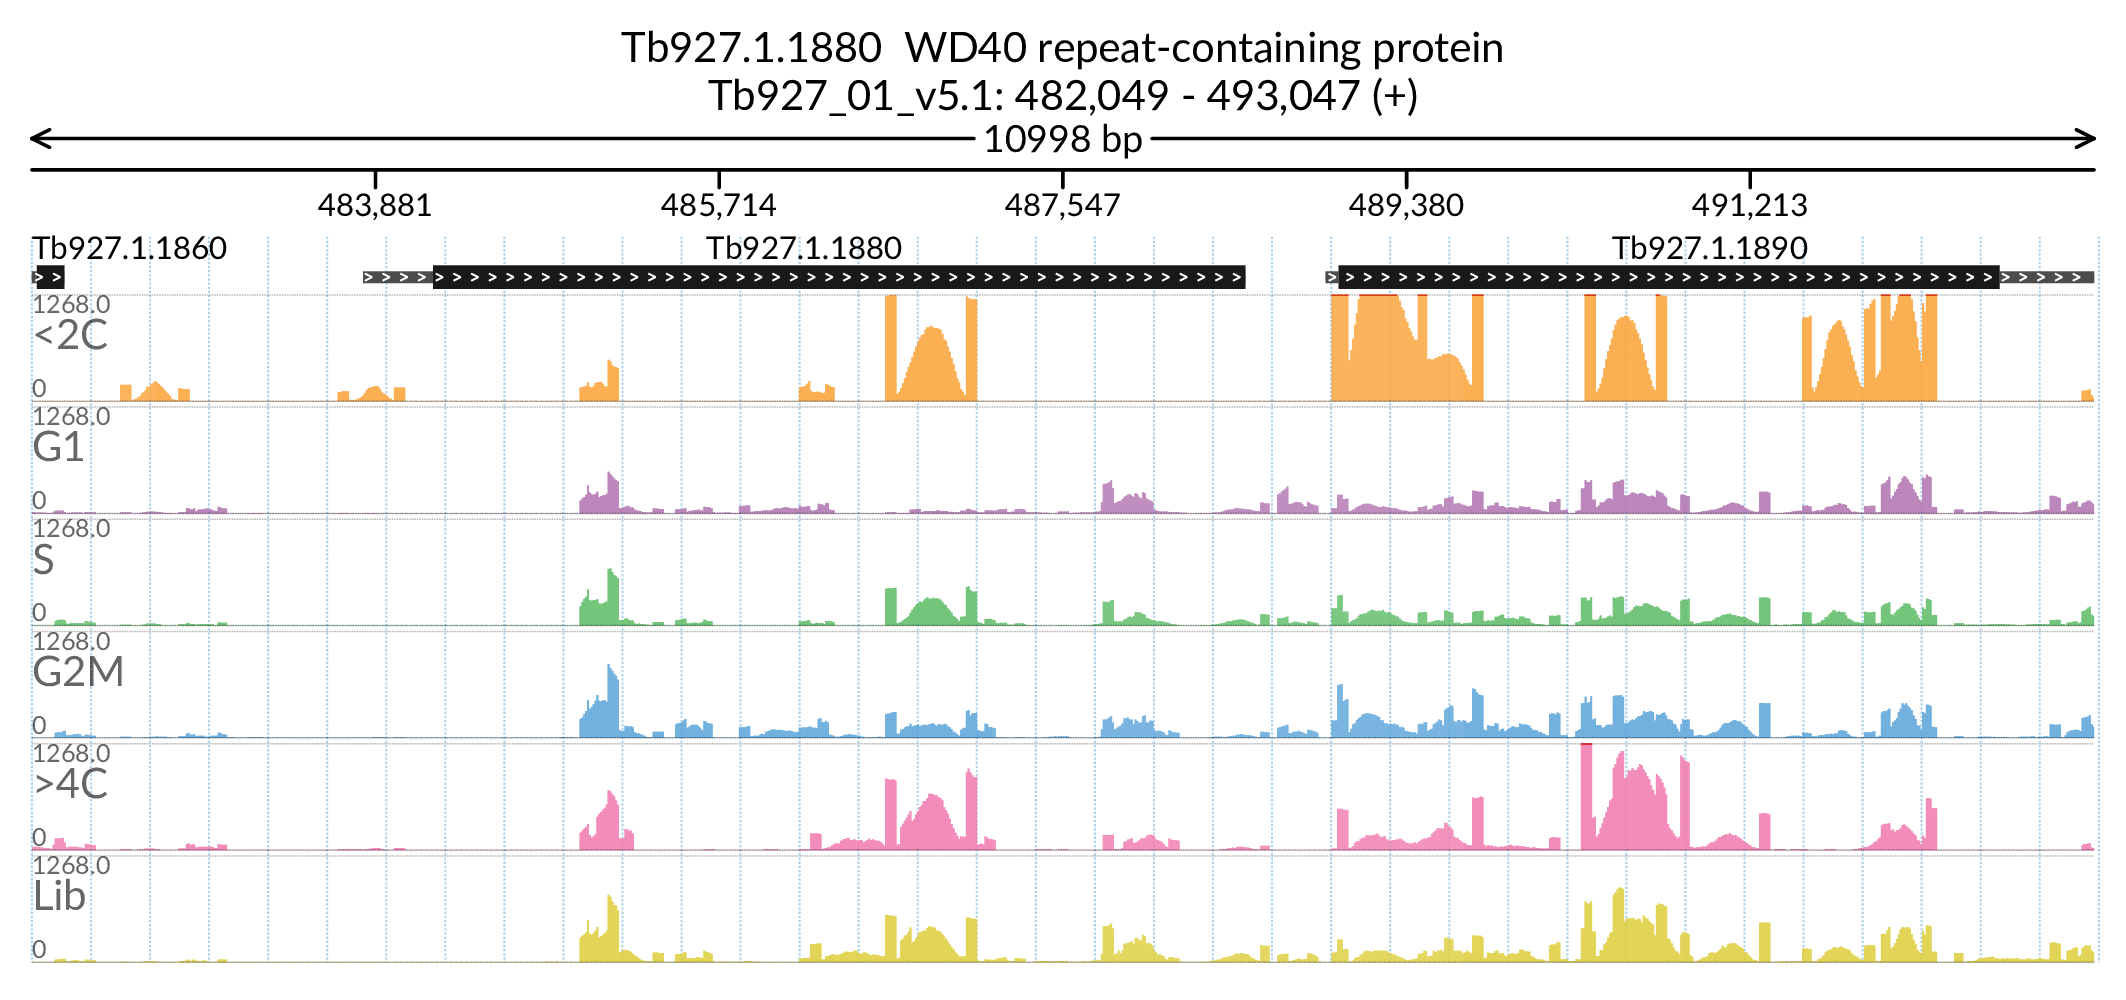 Tb927.1.1880  WD40 repeat-containing protein
Tb927_01_v5.1: 482,049 - 493,047 (+)
10998 bp
483,881 485,714 487,547 489,380 491,213
Tb927.1.1860 Tb927.1.1880 Tb927.1.1890
1268.0
<2C
0
1268.0
G1
0
1268.0
S
0
1268.0
G2M
0
1268.0
>4C
0
1268.0
Lib
0